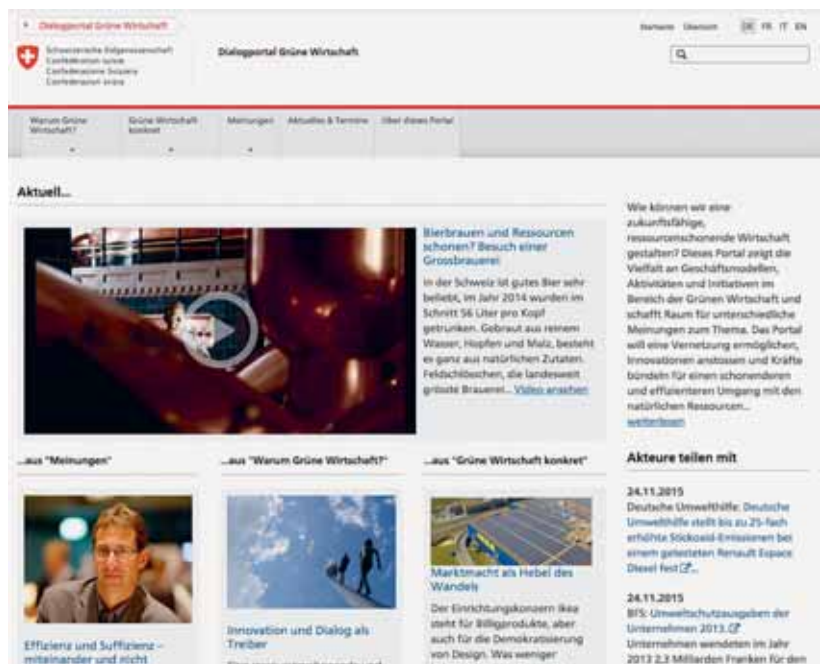 Dialogportal Grüne Wirtschaft
Startseite Übersicht DE FR IT EN
Schweizerische Eidgenossenschaft
Confédération suisse
Confederazione Svizzera
Confederaziun svizra
Dialogportal Grüne Wirtschaft
Warum Grüne
Wirtschaft?
Grüne Wirtschaft
konkret
Meinungen
Aktuelles & Termine
Über dieses Portal
Aktuell...
Bierbrauen und Ressourcen
schonen? Besuch einer
Grossbrauerei
In der Schweiz ist gutes Bier sehr
beliebt, im Jahr 2014 wurden im
Schnitt 56 Liter pro Kopf
getrunken. Gebraut aus reinem
Wasser, Hopfen und Malz, besteht
es ganz aus natürlichen Zutaten.
Feldschlösschen, die landesweit
grösste Brauerei... Video ansehen
Wie können wir eine
zukunftsfähige,
ressourcenschonende Wirtschaft
gestalten? Dieses Portal zeigt die
Vielfalt an Geschäftsmodellen,
Aktivitäten und Initiativen im
Bereich der Grünen Wirtschaft und
schafft Raum für unterschiedliche
Meinungen zum Thema. Das Portal
will eine Vernetzung ermöglichen,
Innovationen anstossen und Kräfte
bündeln für einen schonenderen
und effizienteren Umgang mit den
natürlichen Ressourcen...
weiterlesen
...aus "Meinungen"
Effizienz und Suffizienz –
miteinander und nicht
...aus "Warum Grüne Wirtschaft?"
Innovation und Dialog als
Treiber
...aus "Grüne Wirtschaft konkret"
Marktmacht als Hebel des
Wandels
Der Einrichtungskonzern Ikea
steht für Billigprodukte, aber
auch für die Demokratisierung
von Design. Was weniger
Akteure teilen mit
24.11.2015
Deutsche Umwelthilfe: Deutsche
Umwelthilfe stellt bis zu 25-fach
erhöhte Stickoxid-Emissionen bei
einem getesteten Renault Espace
Diesel fest...
24.11.2015
BFS: Umweltschutzausgaben der
Unternehmen 2013.
Unternehmen wendeten im Jahr
2013 2,3 Milliarden Franken für den